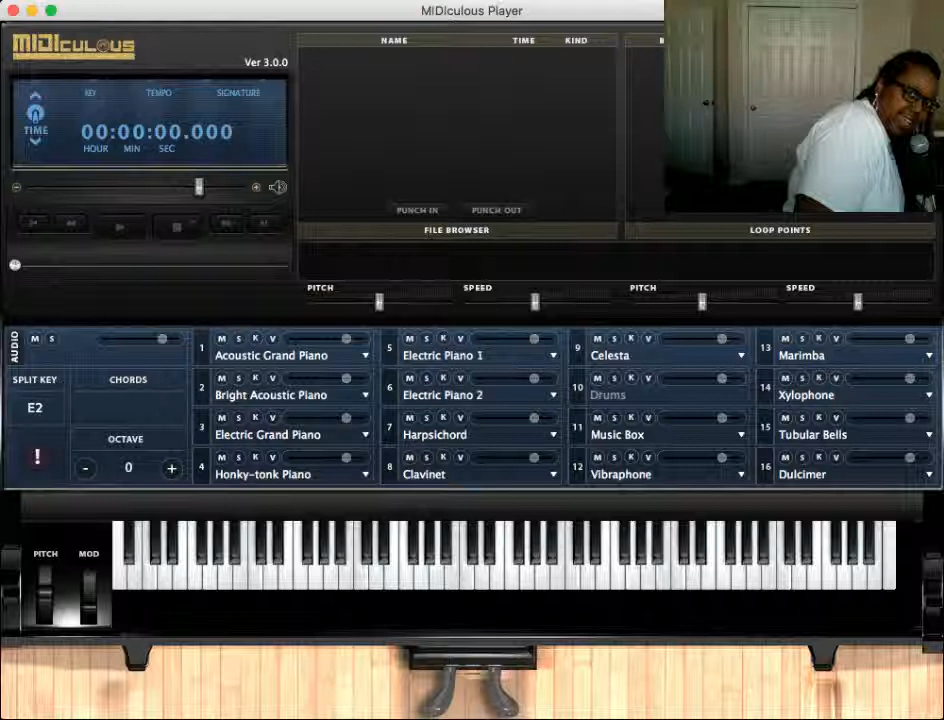 MIDIculous Player
MIDICULOUS
Ver 3.0.0
NAME TIME KIND
KEY TEMPO SIGNATURE
TIME
00:00:00.000
HOUR MIN SEC
PUNCH IN PUNCH OUT
FILE BROWSER LOOP POINTS
PITCH SPEED PITCH SPEED
AUDIO M S
SPLIT KEY CHORDS
E2
OCTAVE
! - 0 +
1 M S K V
Acoustic Grand Piano
2 M S K V
Bright Acoustic Piano
3 M S K V
Electric Grand Piano
4 M S K V
Honky-tonk Piano
5 M S K V
Electric Piano 1
6 M S K V
Electric Piano 2
7 M S K V
Harpsichord
8 M S K V
Clavinet
9 M S K V
Celesta
10 M S K V
Drums
11 M S K V
Music Box
12 M S K V
Vibraphone
13 M S K V
Marimba
14 M S K V
Xylophone
15 M S K V
Tubular Bells
16 M S K V
Dulcimer
PITCH MOD